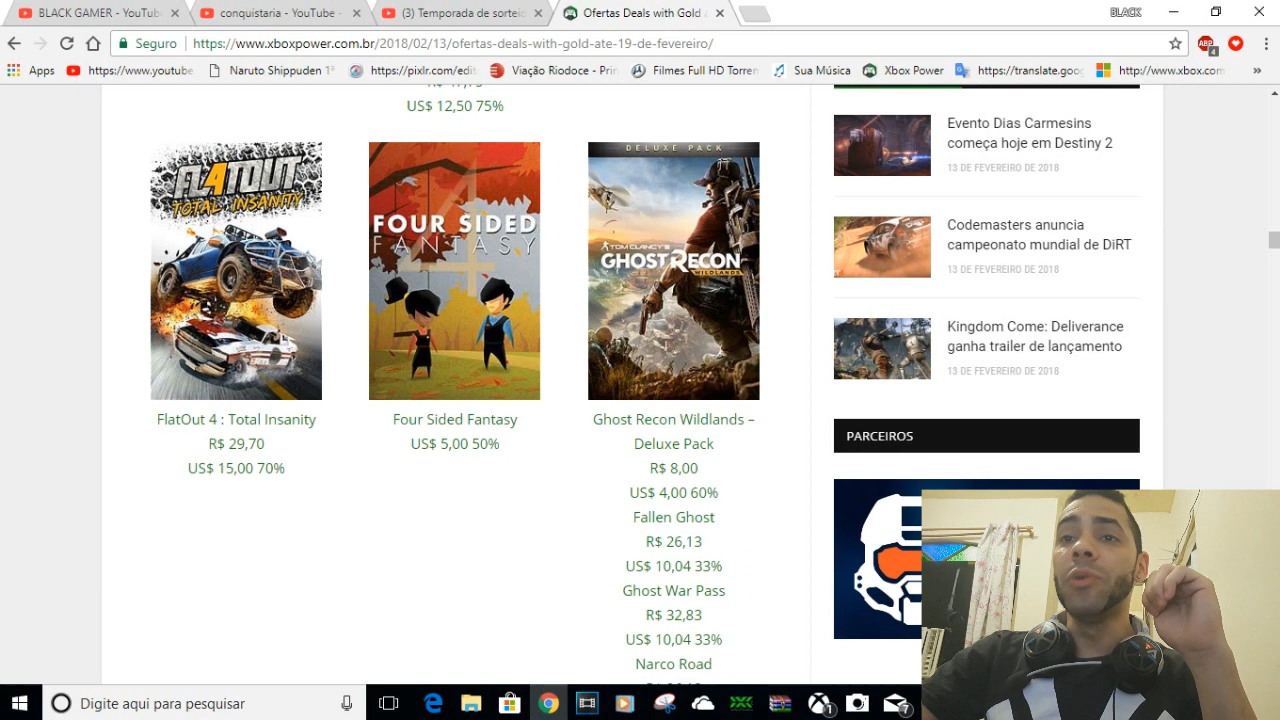 BLACK GAMER - YouTub
conquistaria - YouTube -
(3) Temporada de sorteio
Ofertas Deals with Gold a
BLACK
Seguro
https://www.xboxpower.com.br/2018/02/13/ofertas-deals-with-gold-ate-19-de-fevereiro/
ABP
4
Apps
https://www.youtube
Naruto Shippuden 1ª
https://pixlr.com/edit
Viação Riodoce - Prin
Filmes Full HD Torren
Sua Música
Xbox Power
https://translate.goog
http://www.xbox.com
»
US$ 12,50 75%
FLATOUT
TOTAL INSANITY
4
FOUR SIDED
FANTASY
DELUXE PACK
TOM CLANCY'S
GHOST RECON
WILDLANDS
FlatOut 4 : Total Insanity
R$ 29,70
US$ 15,00 70%
Four Sided Fantasy
US$ 5,00 50%
Ghost Recon Wildlands –
Deluxe Pack
R$ 8,00
US$ 4,00 60%
Fallen Ghost
R$ 26,13
US$ 10,04 33%
Ghost War Pass
R$ 32,83
US$ 10,04 33%
Narco Road
Evento Dias Carmesins
começa hoje em Destiny 2
13 DE FEVEREIRO DE 2018
Codemasters anuncia
campeonato mundial de DiRT
13 DE FEVEREIRO DE 2018
Kingdom Come: Deliverance
ganha trailer de lançamento
13 DE FEVEREIRO DE 2018
PARCEIROS
Digite aqui para pesquisar
1
7